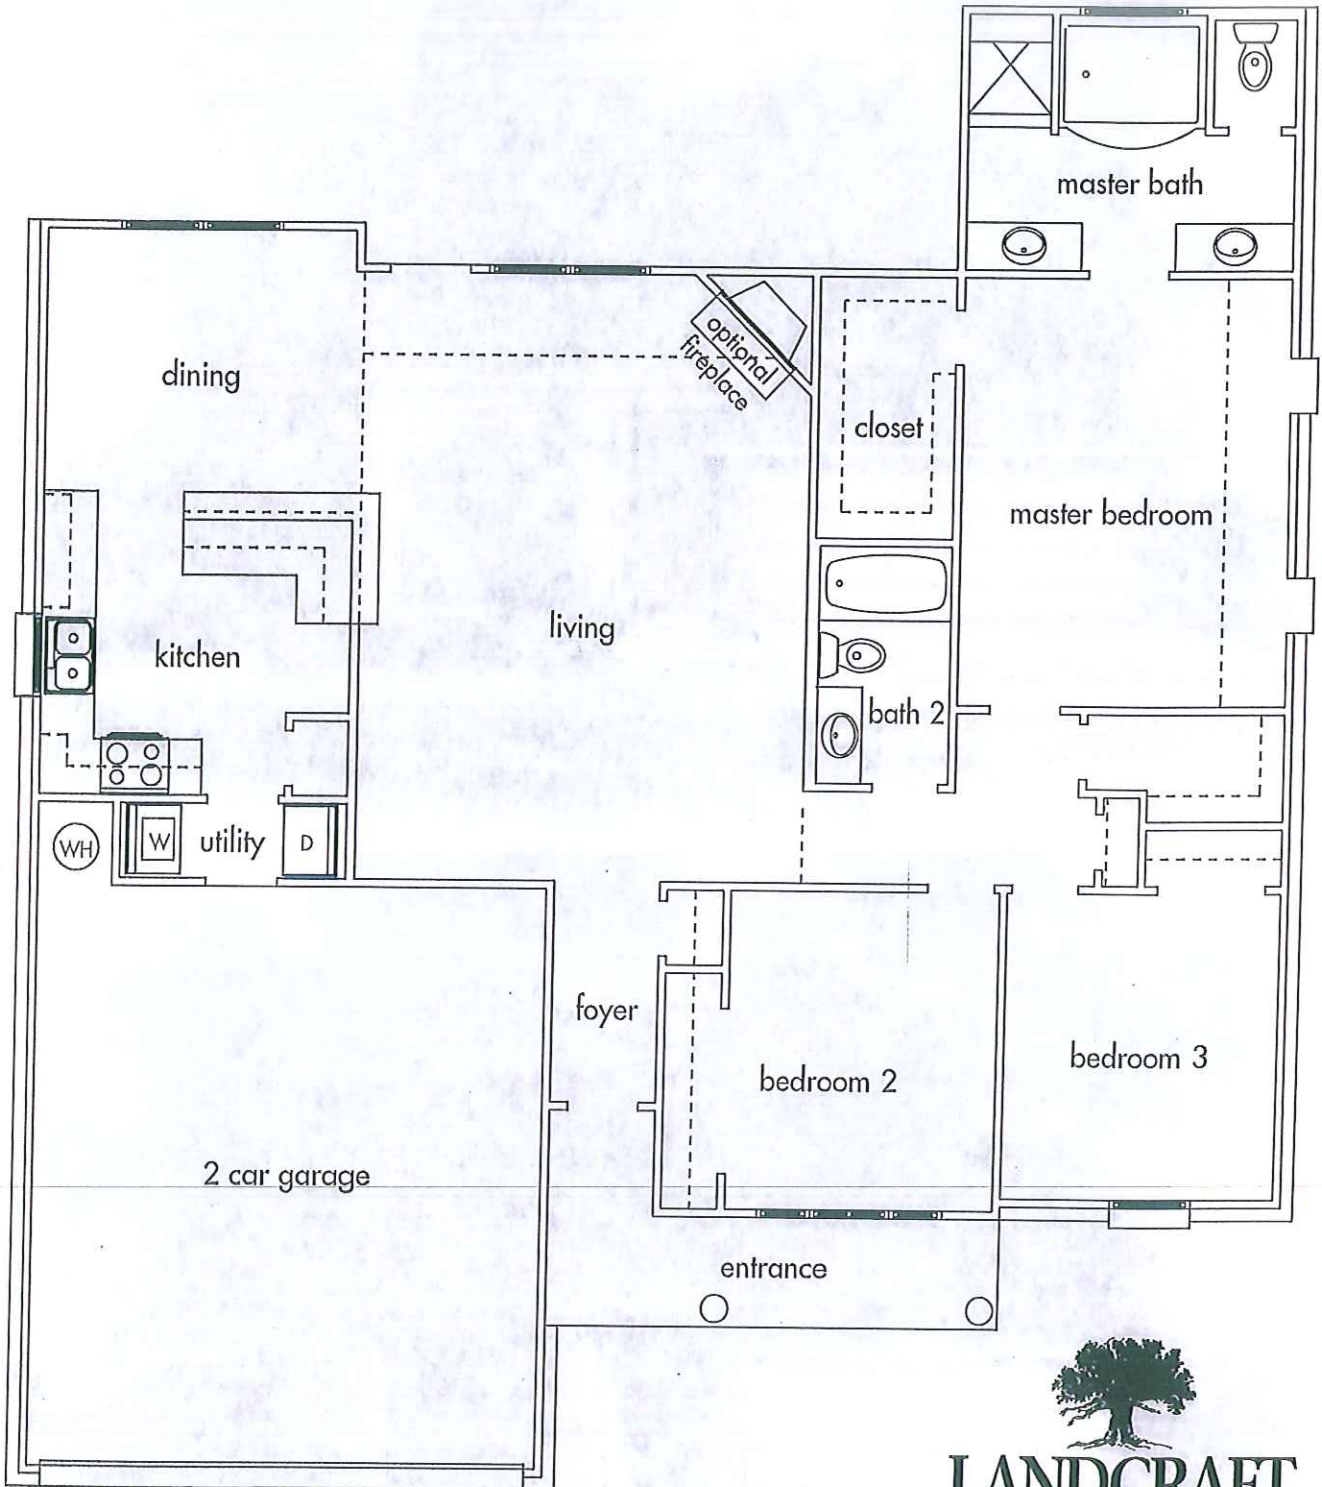 master bath
dining
optional
fireplace
closet
master bedroom
living
kitchen
bath 2
WH
W
utility
D
foyer
bedroom 3
bedroom 2
2 car garage
entrance
LANDCRAFT